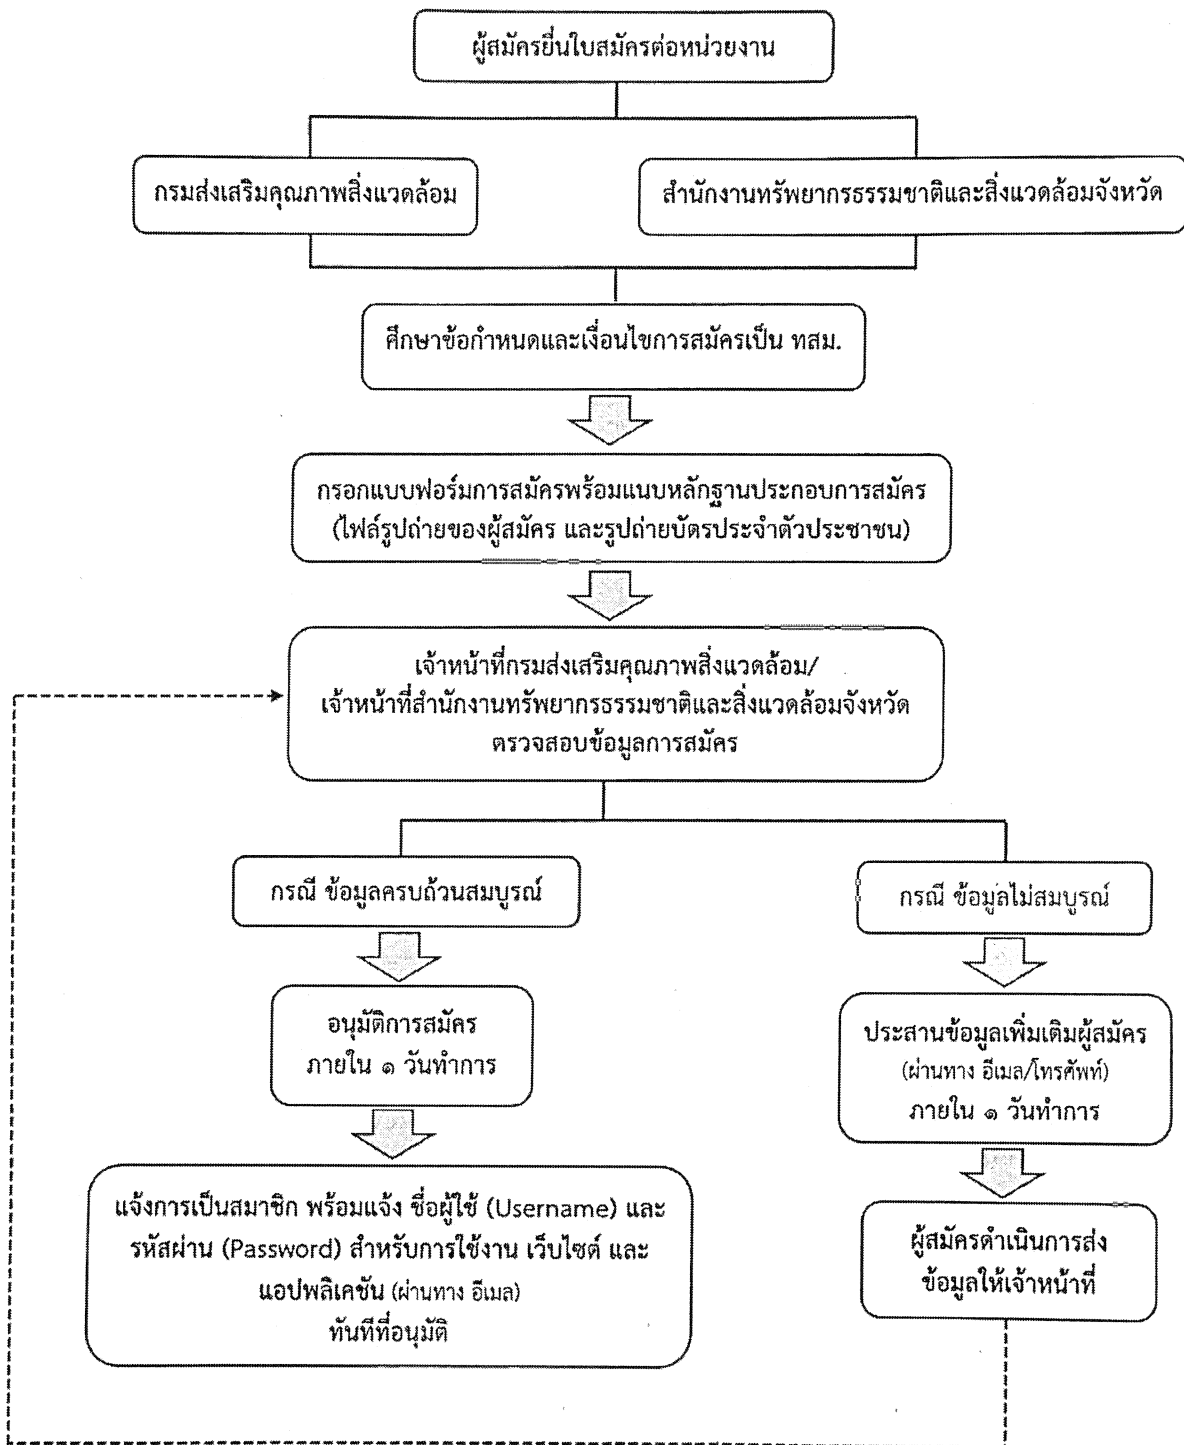 ผู้สมัครยื่นใบสมัครต่อหน่วยงาน
กรมส่งเสริมคุณภาพสิ่งแวดล้อม
สำนักงานทรัพยากรธรรมชาติและสิ่งแวดล้อมจังหวัด
ศึกษาข้อกำหนดและเงื่อนไขการสมัครเป็น ทสม.
กรอกแบบฟอร์มการสมัครพร้อมแนบหลักฐานประกอบการสมัคร
(ไฟล์รูปถ่ายของผู้สมัคร และรูปถ่ายบัตรประจำตัวประชาชน)
เจ้าหน้าที่กรมส่งเสริมคุณภาพสิ่งแวดล้อม/
เจ้าหน้าที่สำนักงานทรัพยากรธรรมชาติและสิ่งแวดล้อมจังหวัด
ตรวจสอบข้อมูลการสมัคร
กรณี ข้อมูลครบถ้วนสมบูรณ์
อนุมัติการสมัคร
ภายใน ๑ วันทำการ
แจ้งการเป็นสมาชิก พร้อมแจ้ง ชื่อผู้ใช้ (Username) และ
รหัสผ่าน (Password) สำหรับการใช้งาน เว็บไซต์ และ
แอปพลิเคชัน (ผ่านทาง อีเมล)
ทันทีที่อนุมัติ
กรณี ข้อมูลไม่สมบูรณ์
ประสานข้อมูลเพิ่มเติมผู้สมัคร
(ผ่านทาง อีเมล/โทรศัพท์)
ภายใน ๑ วันทำการ
ผู้สมัครดำเนินการส่ง
ข้อมูลให้เจ้าหน้าที่